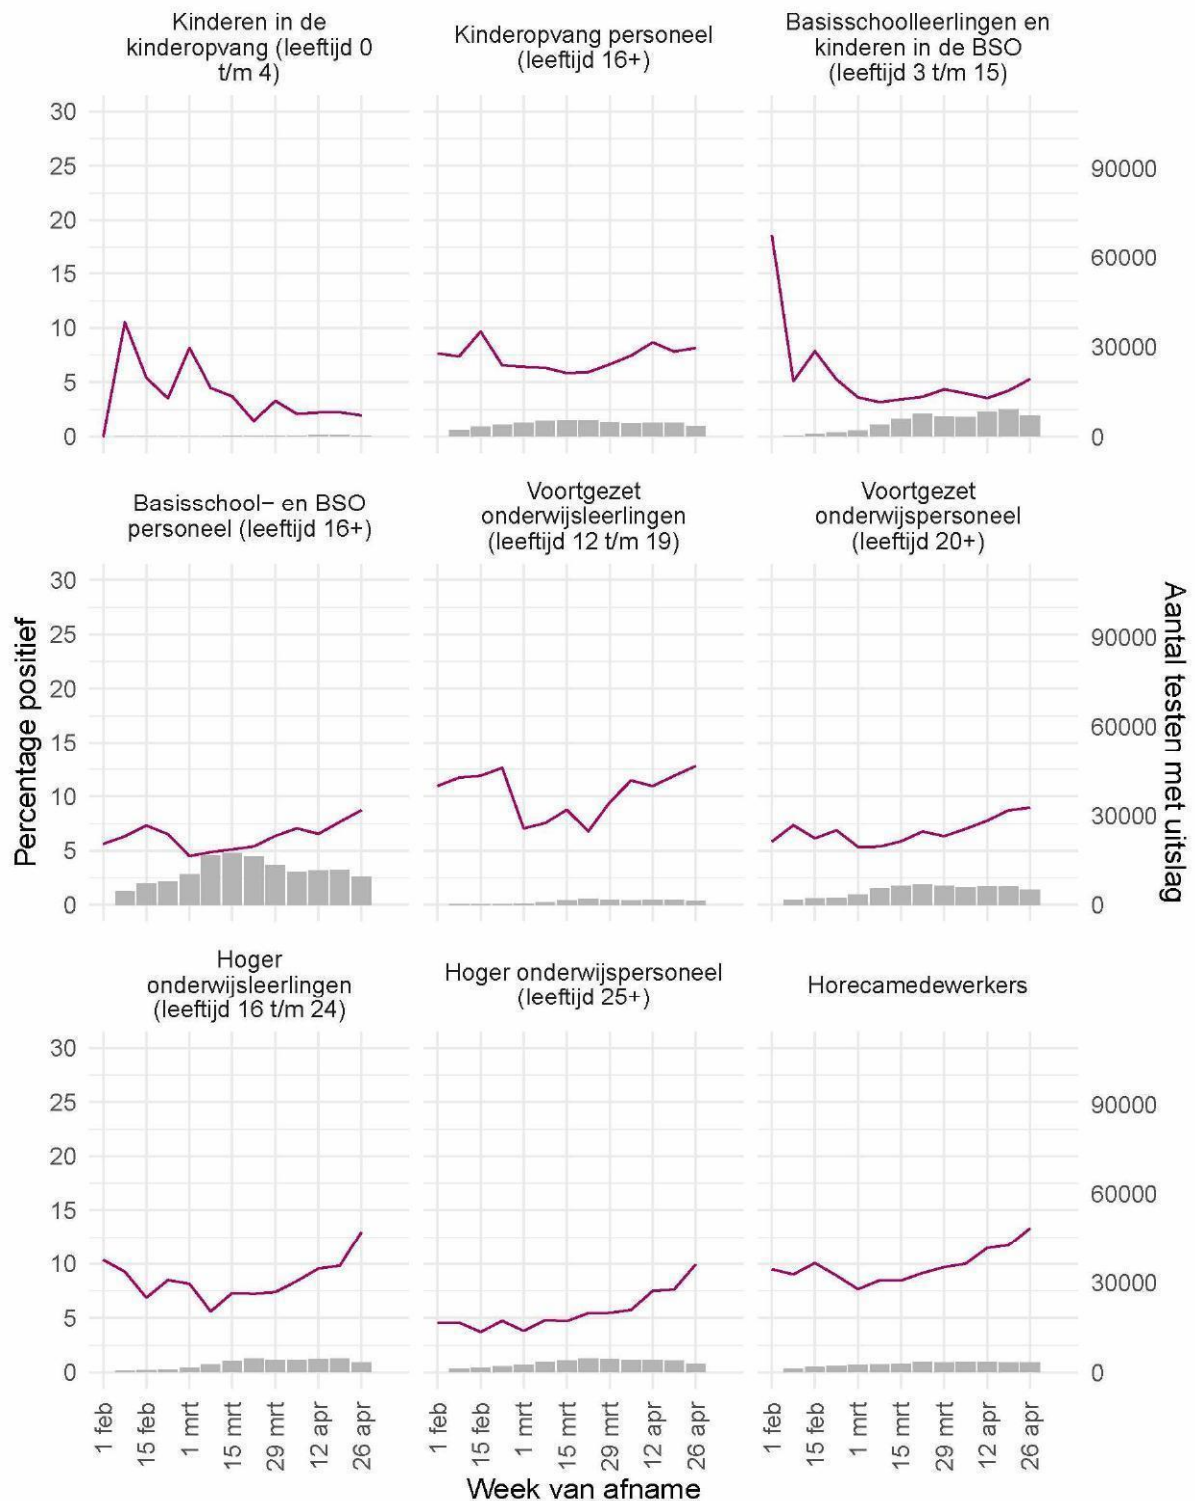 Kinderen in de
kinderopvang (leeftijd 0
t/m 4)
Kinderopvang personeel
(leeftijd 16+)
Basisschoolleerlingen en
kinderen in de BSO
(leeftijd 3 t/m 15)
30
25
20
15
10
5
0
90000
60000
30000
0
Basisschool– en BSO
personeel (leeftijd 16+)
Voortgezet
onderwijsleerlingen
(leeftijd 12 t/m 19)
Voortgezet
onderwijspersoneel
(leeftijd 20+)
Percentage positief
30
25
20
15
10
5
0
90000
60000
30000
0
Aantal testen met uitslag
Hoger
onderwijsleerlingen
(leeftijd 16 t/m 24)
Hoger onderwijspersoneel
(leeftijd 25+)
Horecamedewerkers
30
25
20
15
10
5
0
90000
60000
30000
0
1 feb
15 feb
1 mrt
15 mrt
29 mrt
12 apr
26 apr
1 feb
15 feb
1 mrt
15 mrt
29 mrt
12 apr
26 apr
1 feb
15 feb
1 mrt
15 mrt
29 mrt
12 apr
26 apr
Week van afname